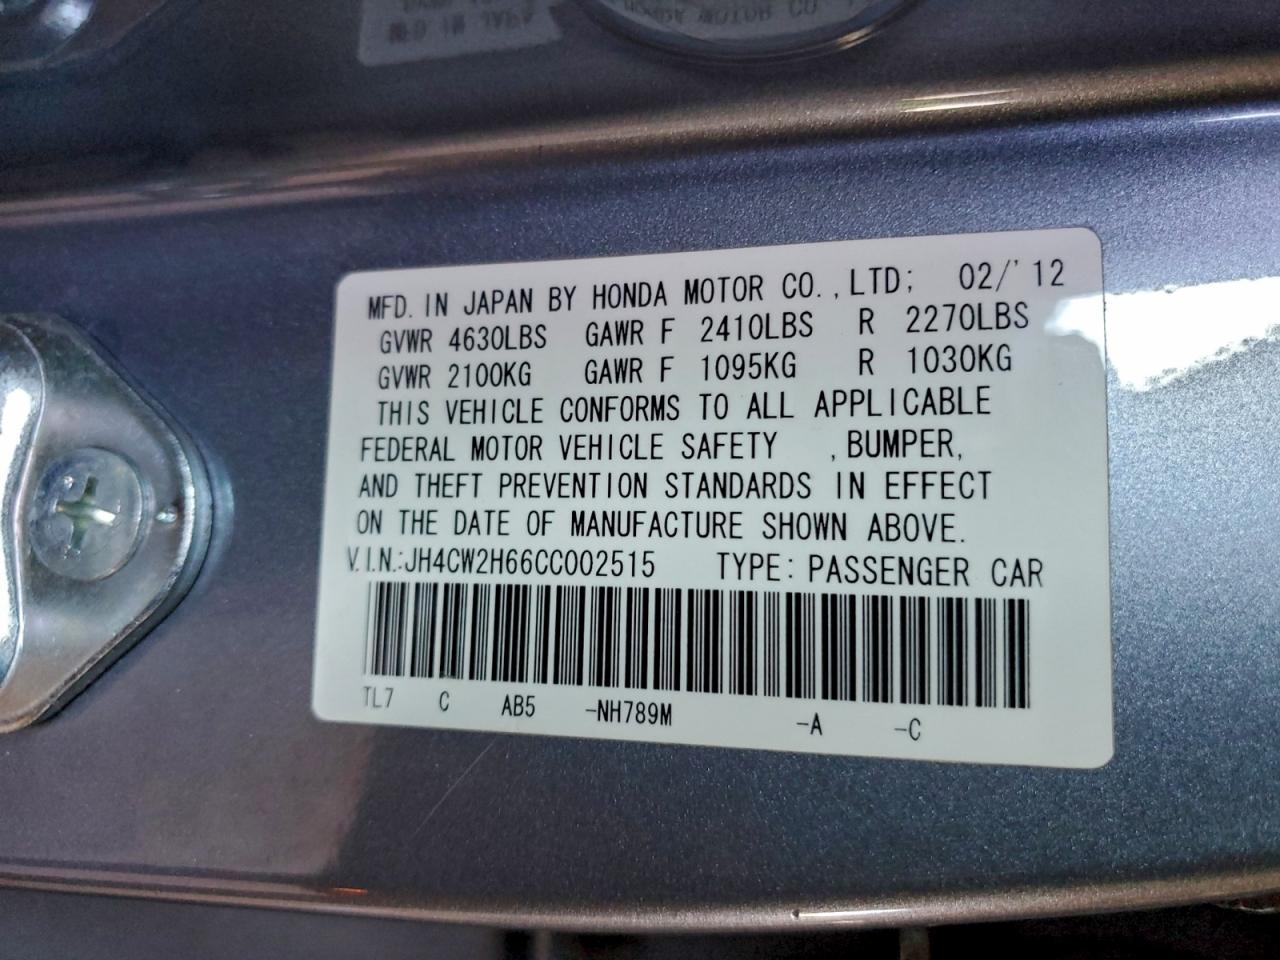 MFD. IN JAPAN BY HONDA MOTOR CO., LTD; 02/'12
GVWR 4630LBS GAWR F 2410LBS R 2270LBS
GVWR 2100KG GAWR F 1095KG R 1030KG
THIS VEHICLE CONFORMS TO ALL APPLICABLE
FEDERAL MOTOR VEHICLE SAFETY , BUMPER,
AND THEFT PREVENTION STANDARDS IN EFFECT
ON THE DATE OF MANUFACTURE SHOWN ABOVE.
V.I.N.:JH4CW2H66CC002515 TYPE: PASSENGER CAR
TL7 C AB5 -NH789M -A -C